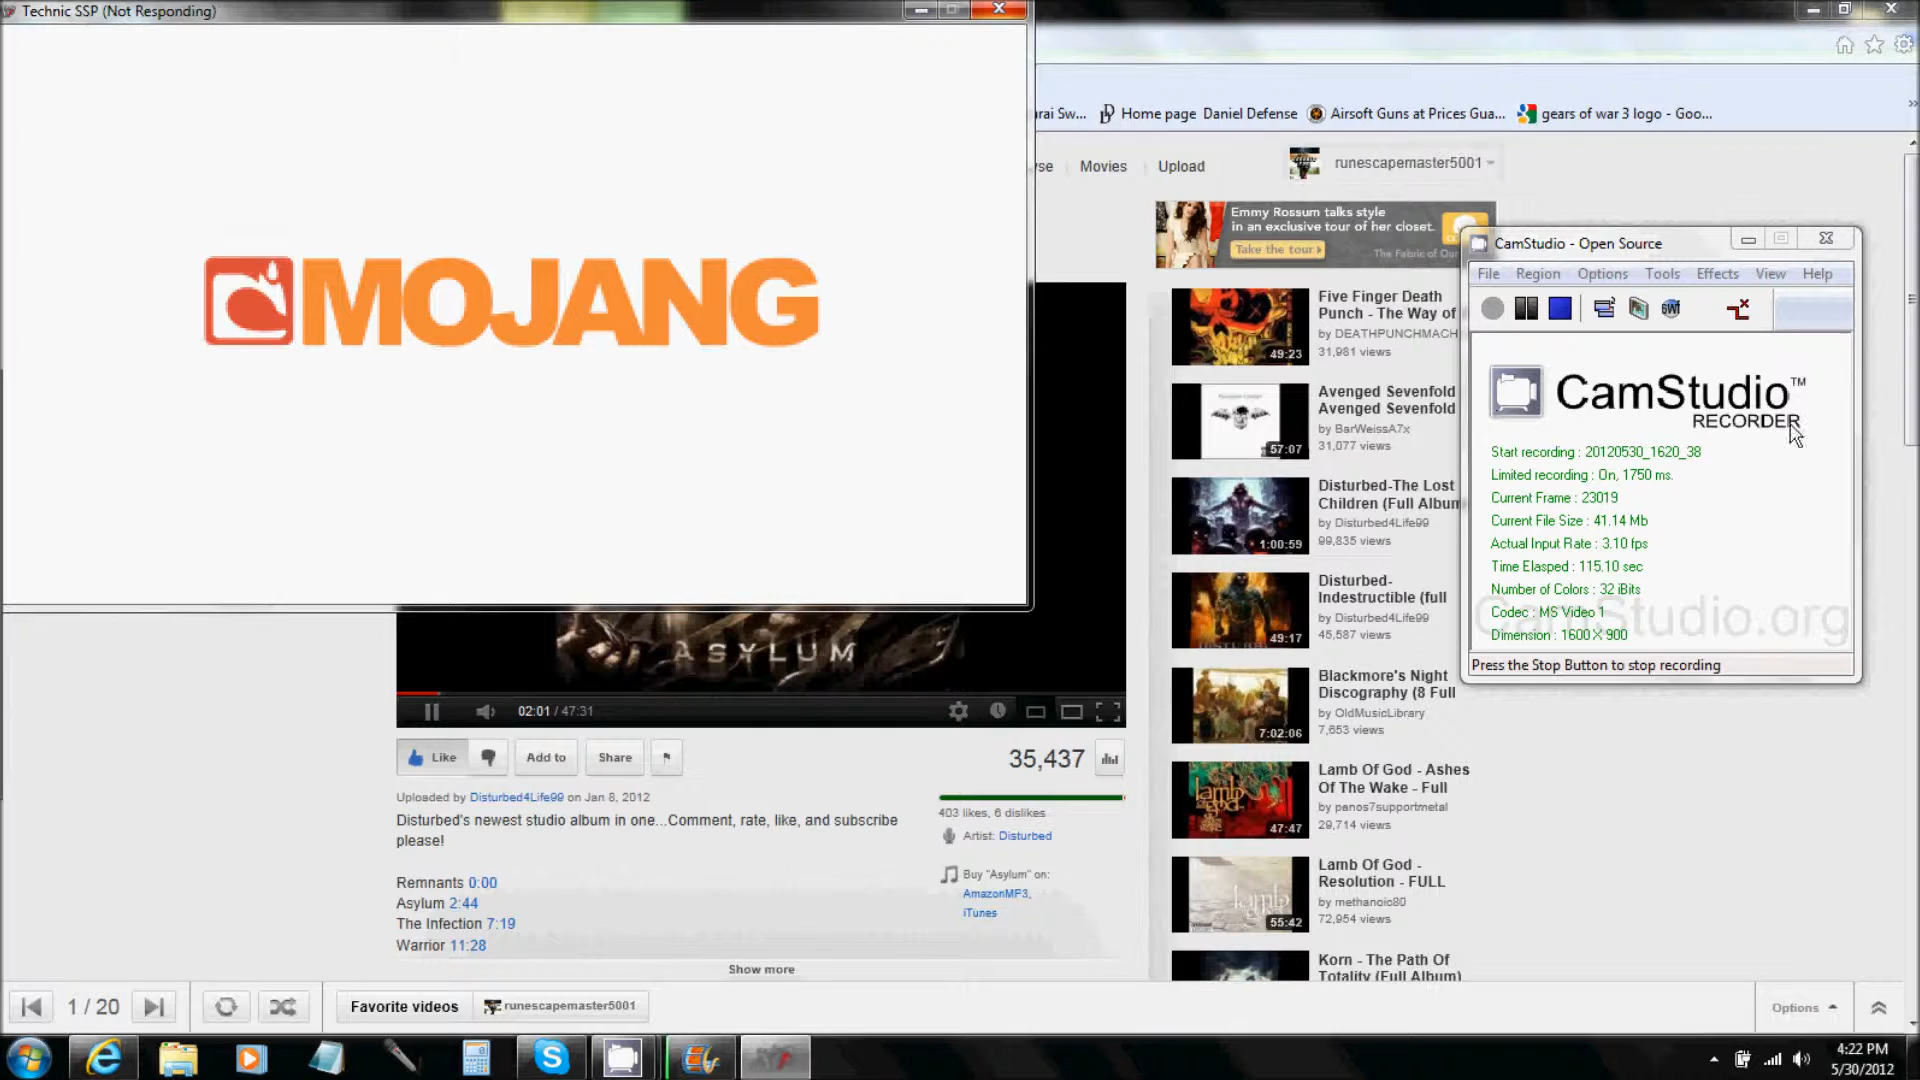 Technic SSP (Not Responding)
MOJANG
rai Sw...
Home page Daniel Defense
Airsoft Guns at Prices Gua...
gears of war 3 logo - Goo...
Movies
Upload
runescapemaster5001
Emmy Rossum talks style
in an exclusive tour of her closet.
Take the tour
The Fabric of Our
Five Finger Death
Punch - The Way of
by DEATHPUNCHMACH
31,981 views
49:23
Avenged Sevenfold
Avenged Sevenfold
by BarWeissA7x
31,077 views
57:07
Disturbed-The Lost
Children (Full Album
by Disturbed4Life99
99,835 views
1:00:59
Disturbed-
Indestructible (full
by Disturbed4Life99
45,587 views
49:17
Blackmore's Night
Discography (8 Full
by OldMusicLibrary
7,653 views
7:02:06
Lamb Of God - Ashes
Of The Wake - Full
by panos7supportmetal
29,714 views
47:47
Lamb Of God -
Resolution - FULL
by methanoic80
72,954 views
55:42
Korn - The Path Of
Totality (Full Album)
CamStudio - Open Source
File Region Options Tools Effects View Help
CamStudio™
RECORDER
Start recording : 20120530_1620_38
Limited recording : On, 1750 ms.
Current Frame : 23019
Current File Size : 41.14 Mb
Actual Input Rate : 3.10 fps
Time Elasped : 115.10 sec
Number of Colors : 32 iBits
Codec : MS Video 1
Dimension : 1600 X 900
CamStudio.org
Press the Stop Button to stop recording
ASYLUM
02:01 / 47:31
Like
Add to
Share
35,437
Uploaded by Disturbed4Life99 on Jan 8, 2012
Disturbed's newest studio album in one...Comment, rate, like, and subscribe
please!
403 likes, 6 dislikes
Artist: Disturbed
Buy "Asylum" on:
AmazonMP3,
iTunes
Remnants 0:00
Asylum 2:44
The Infection 7:19
Warrior 11:28
Show more
1 / 20
Favorite videos
runescapemaster5001
Options
4:22 PM
5/30/2012